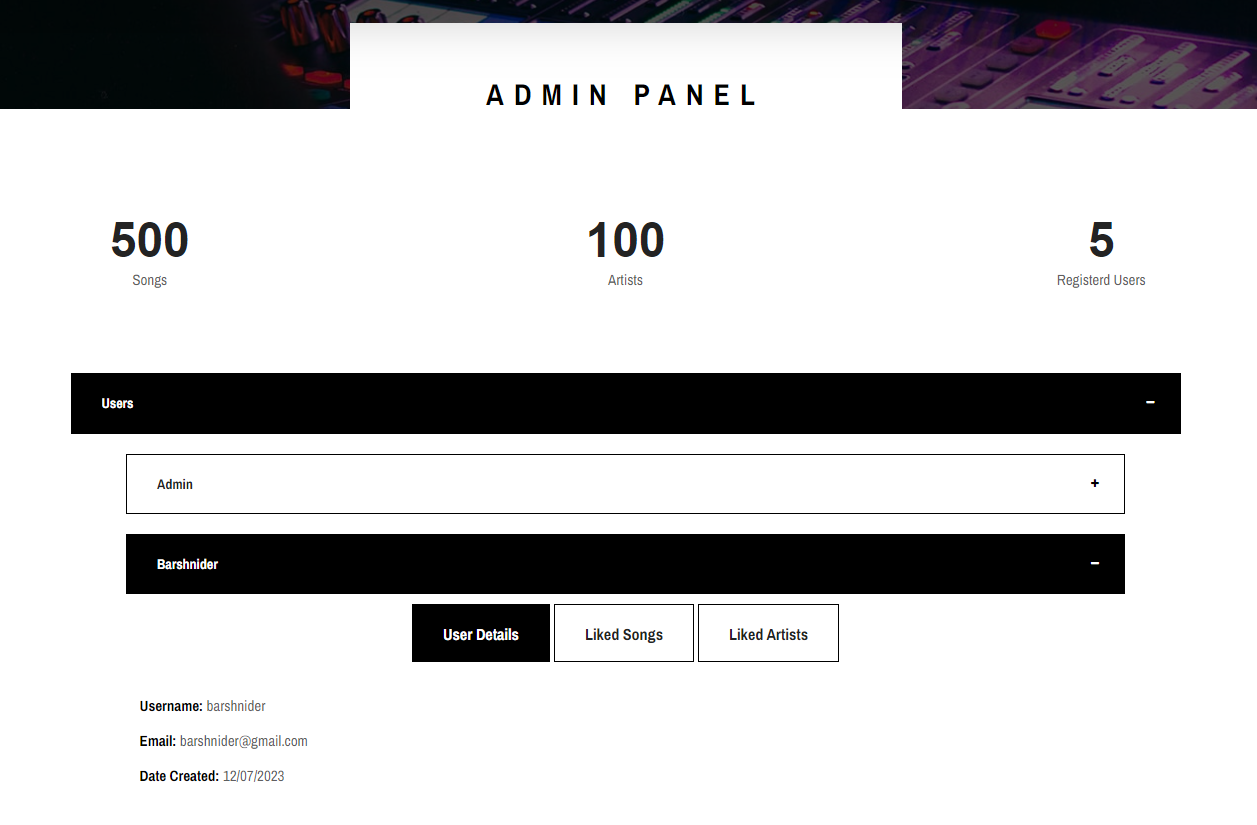 ADMIN PANEL
500 100 5
Songs Artists Registerd Users
Users −
Admin +
Barshnider −
User Details Liked Songs Liked Artists
Username: barshnider
Email: barshnider@gmail.com
Date Created: 12/07/2023